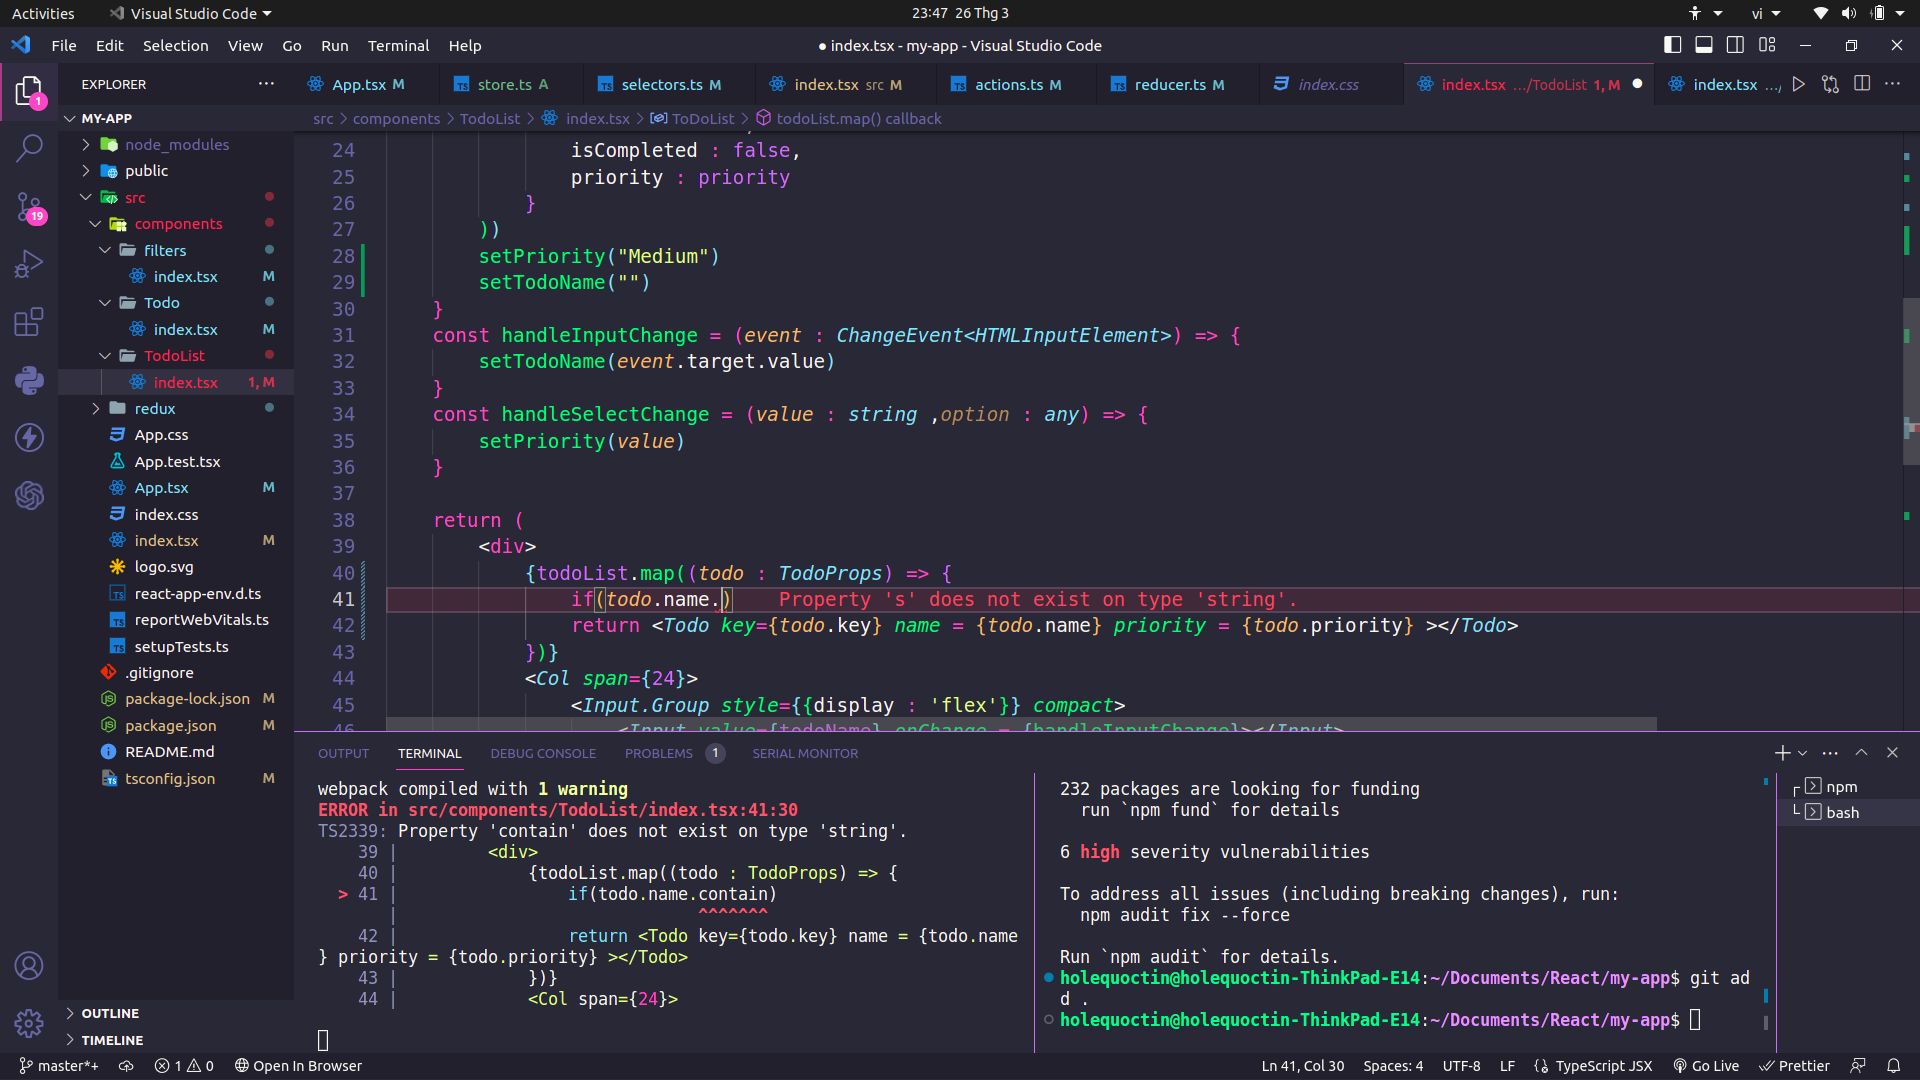 Activities
Visual Studio Code
23:47 26 Thg 3
vi
File Edit Selection View Go Run Terminal Help
● index.tsx - my-app - Visual Studio Code
EXPLORER
App.tsx M
store.ts A
selectors.ts M
index.tsx src M
actions.ts M
reducer.ts M
index.css
index.tsx .../TodoList 1, M
index.tsx .../
MY-APP
src > components > TodoList > index.tsx > ToDoList > todoList.map() callback
1
19
node_modules
public
src
components
filters
index.tsx M
Todo
index.tsx M
TodoList
index.tsx 1, M
redux
App.css
App.test.tsx
App.tsx M
index.css
index.tsx M
logo.svg
react-app-env.d.ts
reportWebVitals.ts
setupTests.ts
.gitignore
package-lock.json M
package.json M
README.md
tsconfig.json M
OUTLINE
TIMELINE
24 isCompleted : false,
25 priority : priority
26 }
27 ))
28 setPriority("Medium")
29 setTodoName("")
30 }
31 const handleInputChange = (event : ChangeEvent<HTMLInputElement>) => {
32 setTodoName(event.target.value)
33 }
34 const handleSelectChange = (value : string ,option : any) => {
35 setPriority(value)
36 }
37
38 return (
39 <div>
40 {todoList.map((todo : TodoProps) => {
41 if(todo.name.) Property 's' does not exist on type 'string'.
42 return <Todo key={todo.key} name = {todo.name} priority = {todo.priority} ></Todo>
43 })}
44 <Col span={24}>
45 <Input.Group style={{display : 'flex'}} compact>
46 <Input value={todoName} onChange = {handleInputChange}></Input>
OUTPUT TERMINAL DEBUG CONSOLE PROBLEMS 1 SERIAL MONITOR
webpack compiled with 1 warning
ERROR in src/components/TodoList/index.tsx:41:30
TS2339: Property 'contain' does not exist on type 'string'.
39 | <div>
40 | {todoList.map((todo : TodoProps) => {
> 41 | if(todo.name.contain)
| ^^^^^^^
42 | return <Todo key={todo.key} name = {todo.name
} priority = {todo.priority} ></Todo>
43 | })}
44 | <Col span={24}>
232 packages are looking for funding
run `npm fund` for details
6 high severity vulnerabilities
To address all issues (including breaking changes), run:
npm audit fix --force
Run `npm audit` for details.
holequoctin@holequoctin-ThinkPad-E14:~/Documents/React/my-app$ git ad
d .
holequoctin@holequoctin-ThinkPad-E14:~/Documents/React/my-app$
npm
bash
master*+
1 0
Open In Browser
Ln 41, Col 30
Spaces: 4
UTF-8
LF
TypeScript JSX
Go Live
Prettier